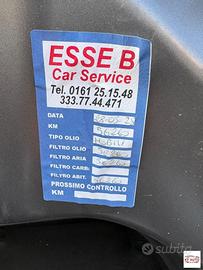 ESSE B
Car Service
Tel. 0161 25.15.48
333.77.44.471
DATA
KM
TIPO OLIO
FILTRO OLIO
FILTRO ARIA
FILTRO CARB.
FILTRO ABIT.
PROSSIMO CONTROLLO
KM
subito